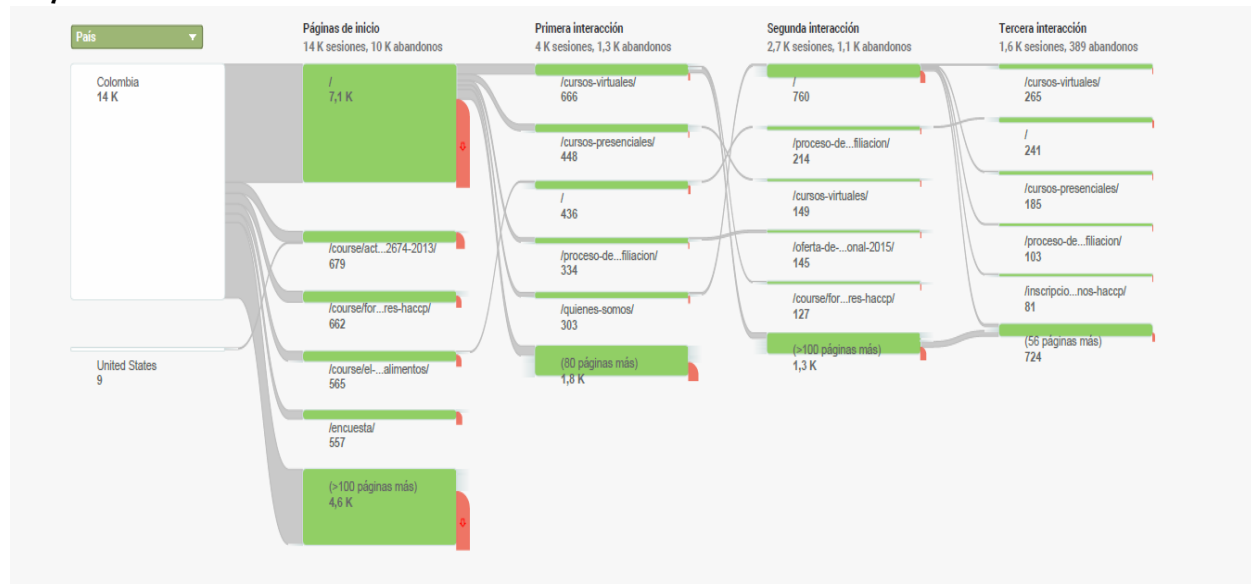 País
Colombia
14 K
United States
9
Páginas de inicio
14 K sesiones, 10 K abandonos
/
7,1 K
/course/act...2674-2013/
679
/course/for...res-haccp/
662
/course/el-...alimentos/
565
/encuesta/
557
(>100 páginas más)
4,6 K
Primera interacción
4 K sesiones, 1,3 K abandonos
/cursos-virtuales/
666
/cursos-presenciales/
448
/
436
/proceso-de...filiacion/
334
/quienes-somos/
303
(80 páginas más)
1,8 K
Segunda interacción
2,7 K sesiones, 1,1 K abandonos
/
760
/proceso-de...filiacion/
214
/cursos-virtuales/
149
/oferta-de-...onal-2015/
145
/course/for...res-haccp/
127
(>100 páginas más)
1,3 K
Tercera interacción
1,6 K sesiones, 389 abandonos
/cursos-virtuales/
265
/
241
/cursos-presenciales/
185
/proceso-de...filiacion/
103
/inscripcio...nos-haccp/
81
(56 páginas más)
724